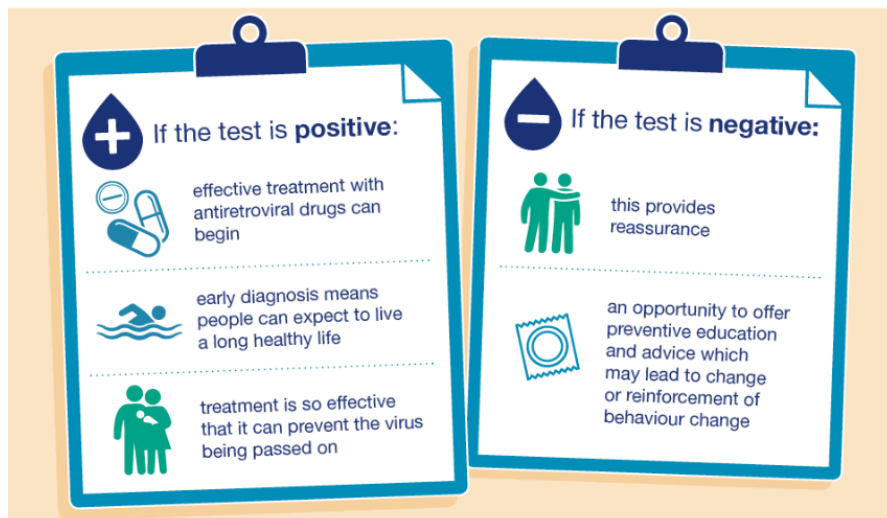 If the test is positive:
effective treatment with
antiretroviral drugs can
begin
early diagnosis means
people can expect to live
a long healthy life
treatment is so effective
that it can prevent the virus
being passed on
If the test is negative:
this provides
reassurance
an opportunity to offer
preventive education
and advice which
may lead to change
or reinforcement of
behaviour change